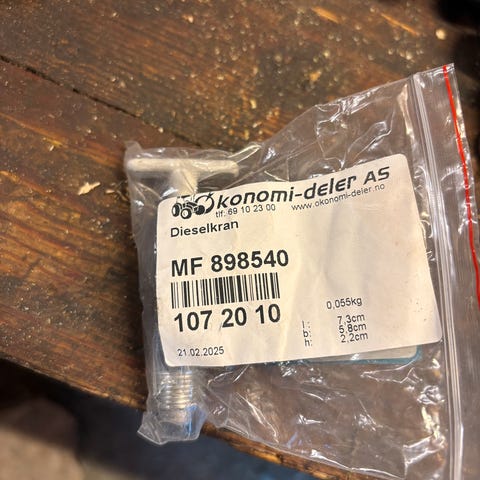 Økonomi-deler AS
tlf: 69 10 23 00 www.okonomi-deler.no
Dieselkran
MF 898540
107 20 10
0,055kg
l: 7,3cm
b: 5,8cm
h: 2,2cm
21.02.2025